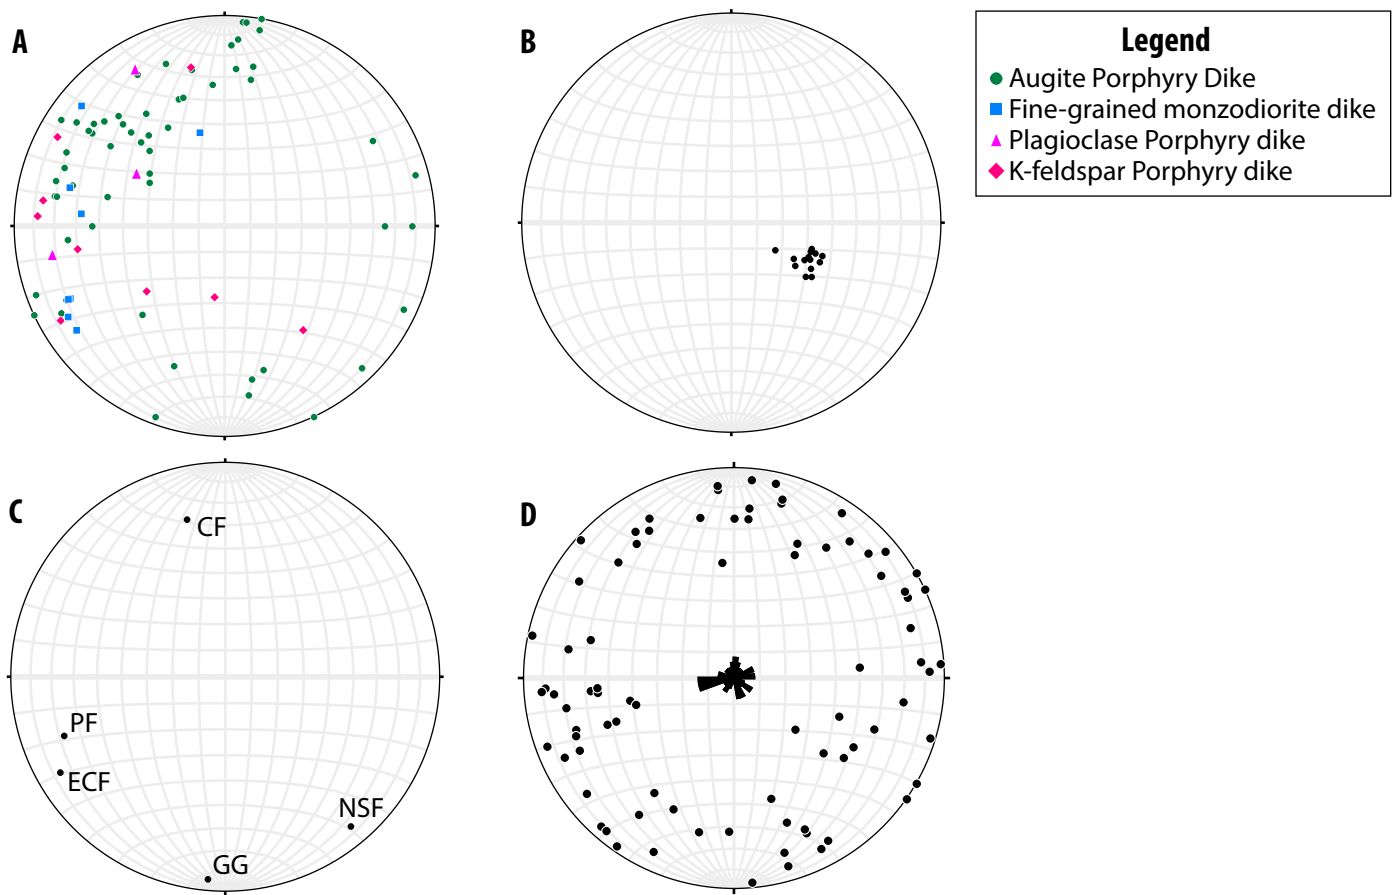 A
B
Legend
Augite Porphyry Dike
Fine-grained monzodiorite dike
Plagioclase Porphyry dike
K-feldspar Porphyry dike
C
CF
PF
ECF
NSF
GG
D